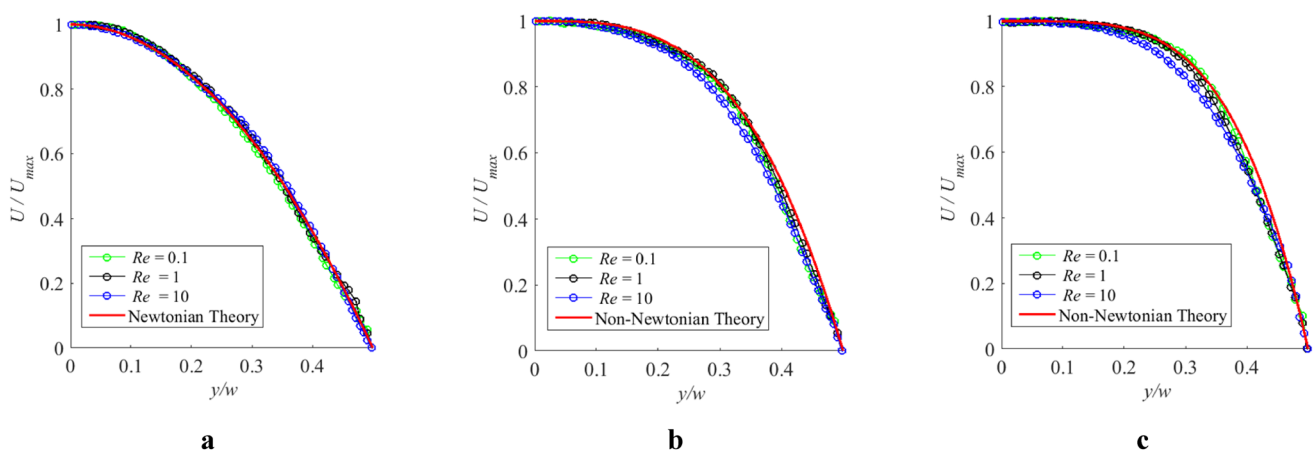 1
0.8
0.6
0.4
0.2
0
U / Umax
Re = 0.1
Re = 1
Re = 10
Newtonian Theory
0 0.1 0.2 0.3 0.4
y/w
a
1
0.8
0.6
0.4
0.2
0
U / Umax
Re = 0.1
Re = 1
Re = 10
Non-Newtonian Theory
0 0.1 0.2 0.3 0.4
y/w
b
1
0.8
0.6
0.4
0.2
0
U / Umax
Re = 0.1
Re = 1
Re = 10
Non-Newtonian Theory
0 0.1 0.2 0.3 0.4
y/w
c